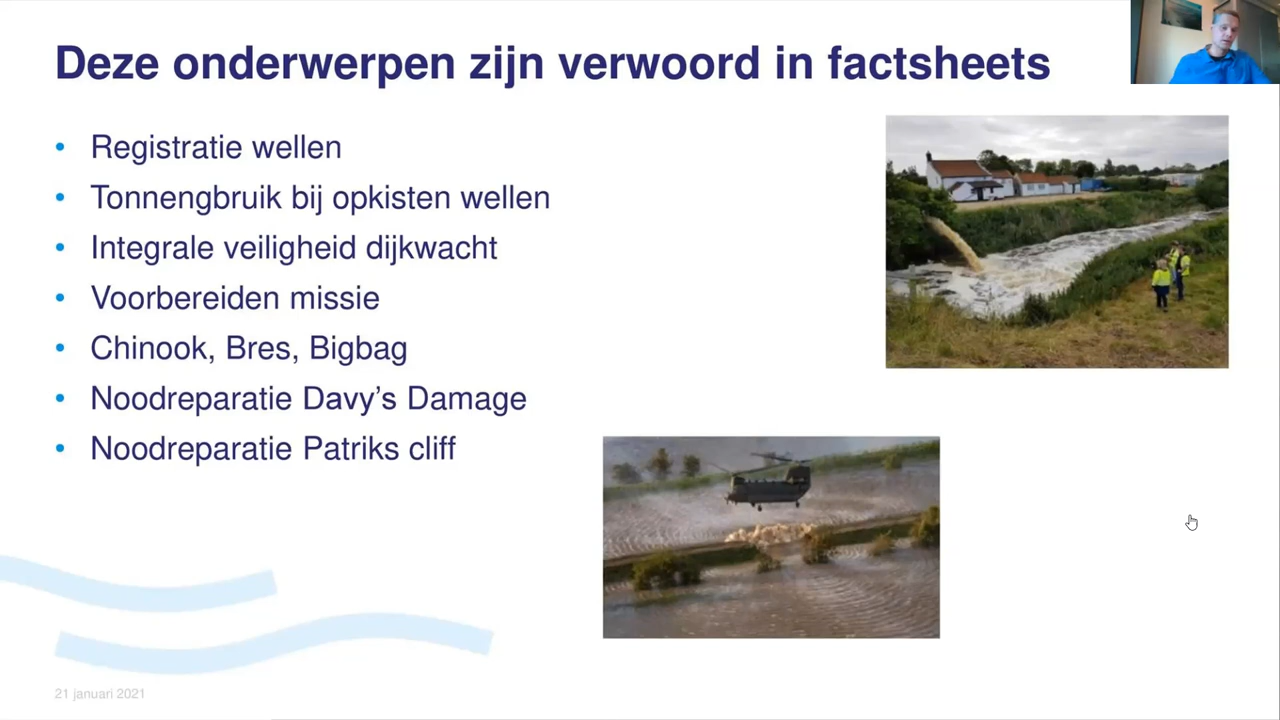 Deze onderwerpen zijn verwoord in factsheets
• Registratie wellen
• Tonnengbruik bij opkisten wellen
• Integrale veiligheid dijkwacht
• Voorbereiden missie
• Chinook, Bres, Bigbag
• Noodreparatie Davy’s Damage
• Noodreparatie Patriks cliff
21 januari 2021